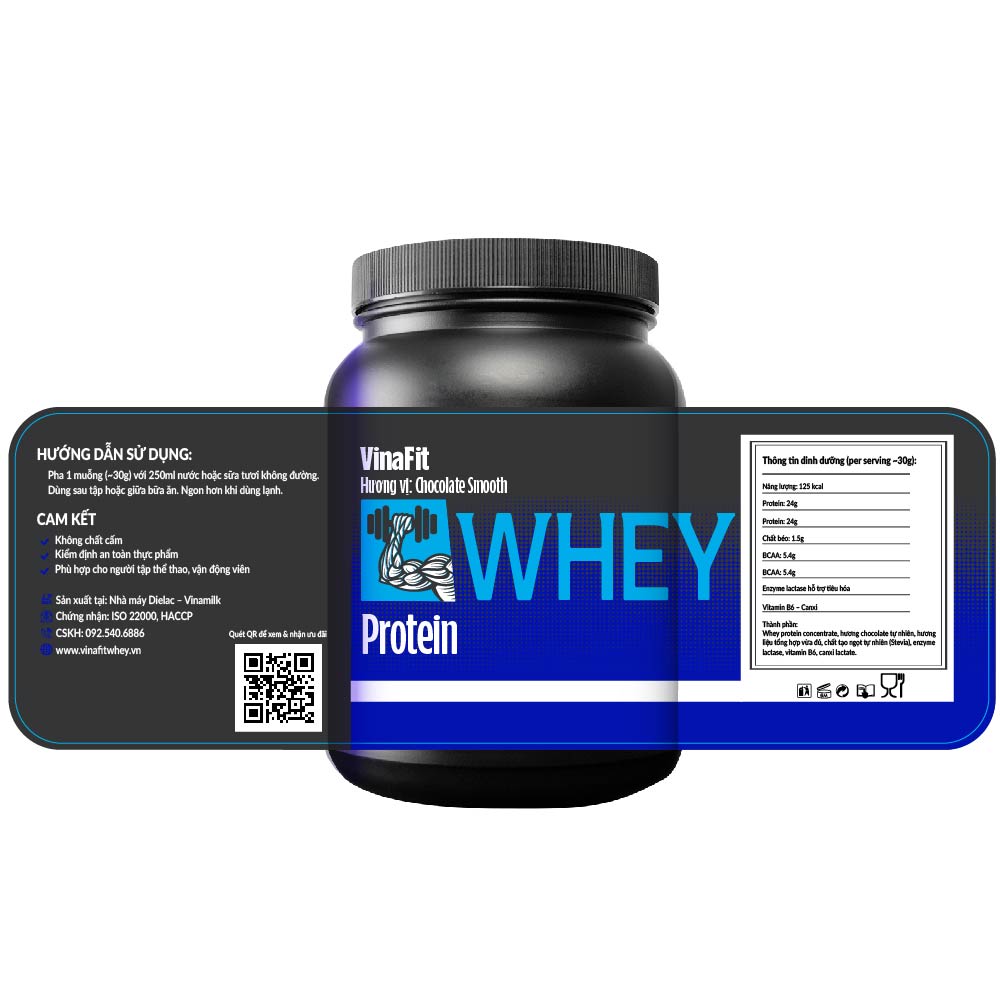 HƯỚNG DẪN SỬ DỤNG:
Pha 1 muỗng (~30g) với 250ml nước hoặc sữa tươi không đường.
Dùng sau tập hoặc giữa bữa ăn. Ngon hơn khi dùng lạnh.
CAM KẾT
Không chất cấm
Kiểm định an toàn thực phẩm
Phù hợp cho người tập thể thao, vận động viên
Sản xuất tại: Nhà máy Dielac – Vinamilk
Chứng nhận: ISO 22000, HACCP
CSKH: 092.540.6886
www.vinafitwhey.vn
Quét QR để xem & nhận ưu đãi
VinaFit
Hương vị: Chocolate Smooth
WHEY
Protein
Thông tin dinh dưỡng (per serving ~30g):
Năng lượng: 125 kcal
Protein: 24g
Protein: 24g
Chất béo: 1.5g
BCAA: 5.4g
BCAA: 5.4g
Enzyme lactase hỗ trợ tiêu hóa
Vitamin B6 – Canxi
Thành phần:
Whey protein concentrate, hương chocolate tự nhiên, hương
liệu tổng hợp vừa đủ, chất tạo ngọt tự nhiên (Stevia), enzyme
lactase, vitamin B6, canxi lactate.